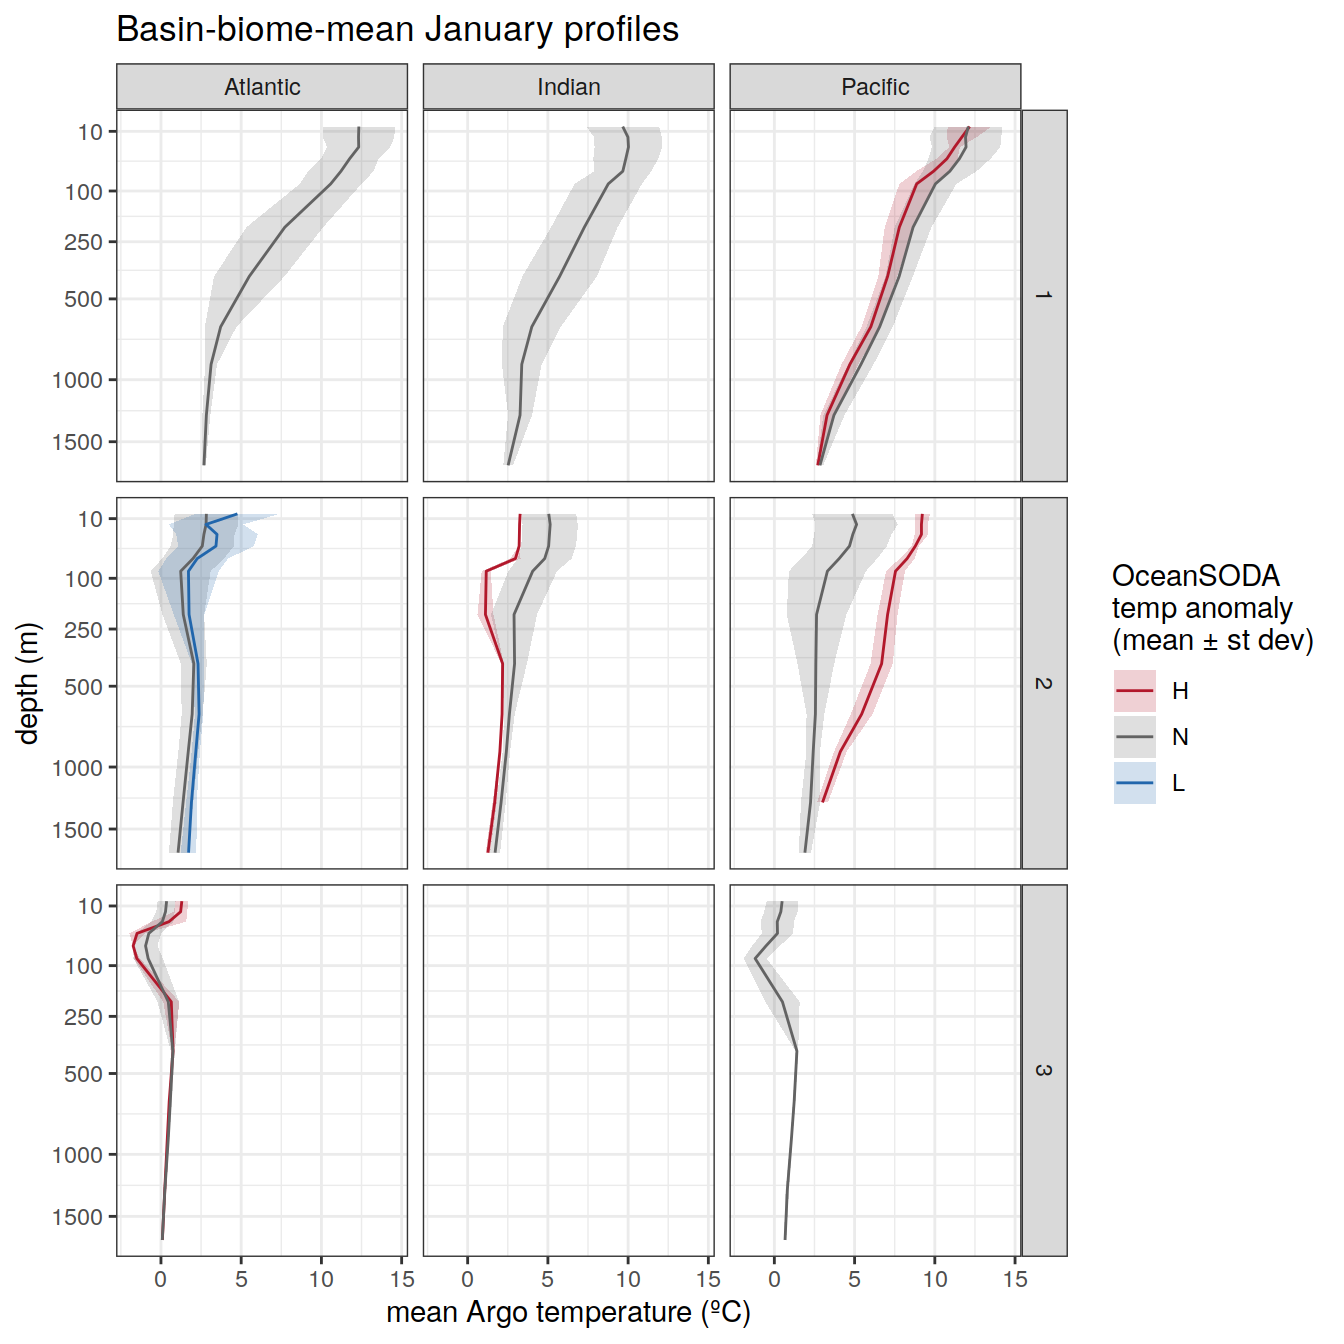 Basin-biome-mean January profiles
Atlantic
Indian
Pacific
10
100
250
500
1000
1500
1
10
100
250
500
1000
1500
2
10
100
250
500
1000
1500
3
depth (m)
0 5 10 15
0 5 10 15
0 5 10 15
mean Argo temperature (ºC)
OceanSODA
temp anomaly
(mean ± st dev)
H
N
L